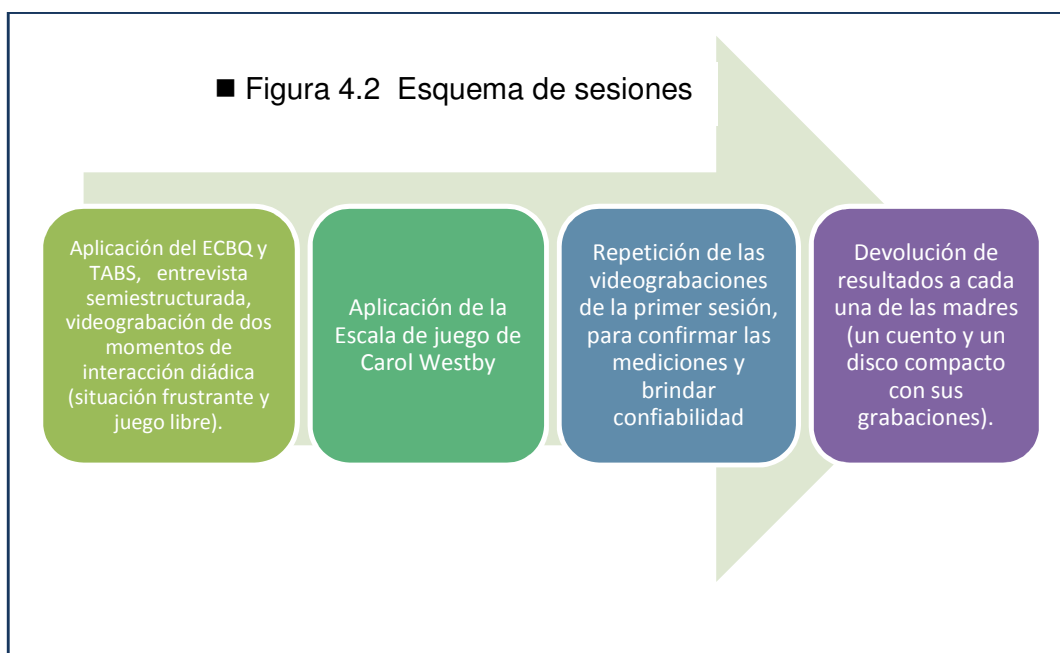 ■ Figura 4.2 Esquema de sesiones
Aplicación del ECBQ y
TABS, entrevista
semiestructurada,
videograbación de dos
momentos de
interacción diádica
(situación frustrante y
juego libre).
Aplicación de la
Escala de juego de
Carol Westby
Repetición de las
videograbaciones
de la primer sesión,
para confirmar las
mediciones y
brindar
confiabilidad
Devolución de
resultados a cada
una de las madres
(un cuento y un
disco compacto
con sus
grabaciones).